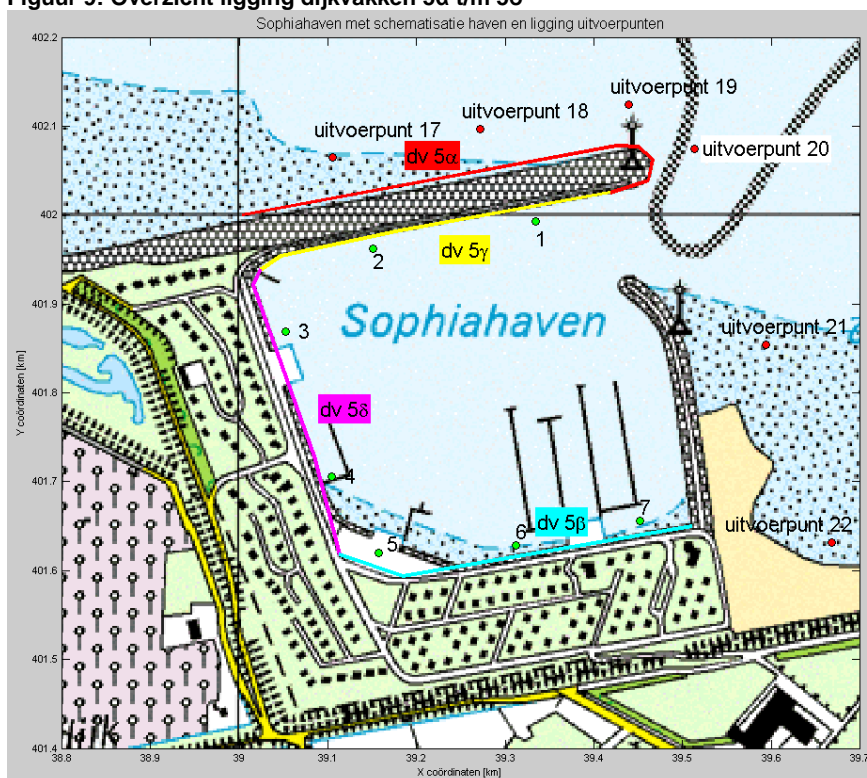 Figuur 9: Overzicht ligging dijkvakken 5α t/m 5δ
Sophiahaven met schematisatie haven en ligging uitvoerpunten
402.2
402.1
402
401.9
401.8
401.7
401.6
401.5
401.4
Y coördinaten [km]
uitvoerpunt 19
uitvoerpunt 18
uitvoerpunt 17
dv 5α
uitvoerpunt 20
1
2
dv 5γ
3
Sophiahaven
uitvoerpunt 21
dv 5δ
4
7
dv 5β
6
5
uitvoerpunt 22
38.8
38.9
39
39.1
39.2
39.3
39.4
39.5
39.6
39.7
X coördinaten [km]